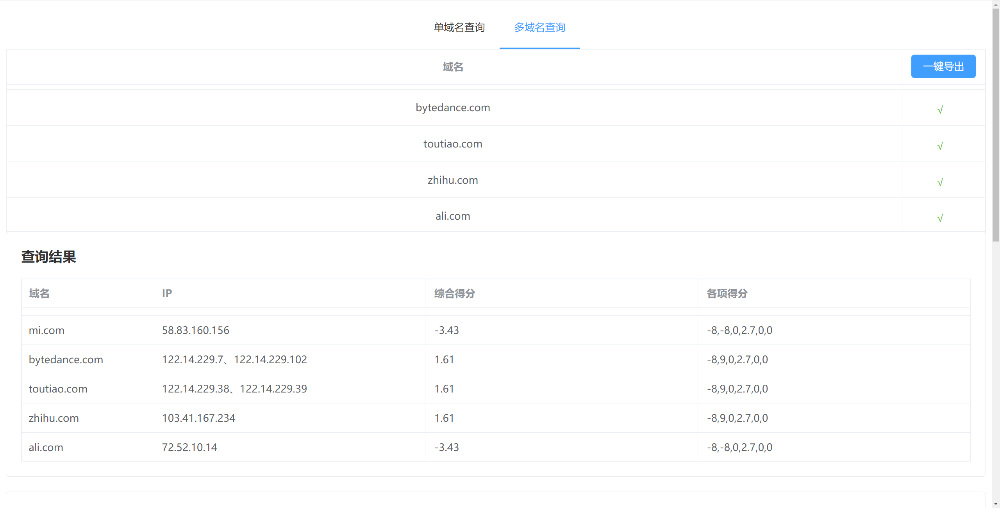 单域名查询 多域名查询
域名 一键导出
bytedance.com √
toutiao.com √
zhihu.com √
ali.com √
查询结果
域名 IP 综合得分 各项得分
mi.com 58.83.160.156 -3.43 -8,-8,0,2.7,0,0
bytedance.com 122.14.229.7、122.14.229.102 1.61 -8,9,0,2.7,0,0
toutiao.com 122.14.229.38、122.14.229.39 1.61 -8,9,0,2.7,0,0
zhihu.com 103.41.167.234 1.61 -8,9,0,2.7,0,0
ali.com 72.52.10.14 -3.43 -8,-8,0,2.7,0,0